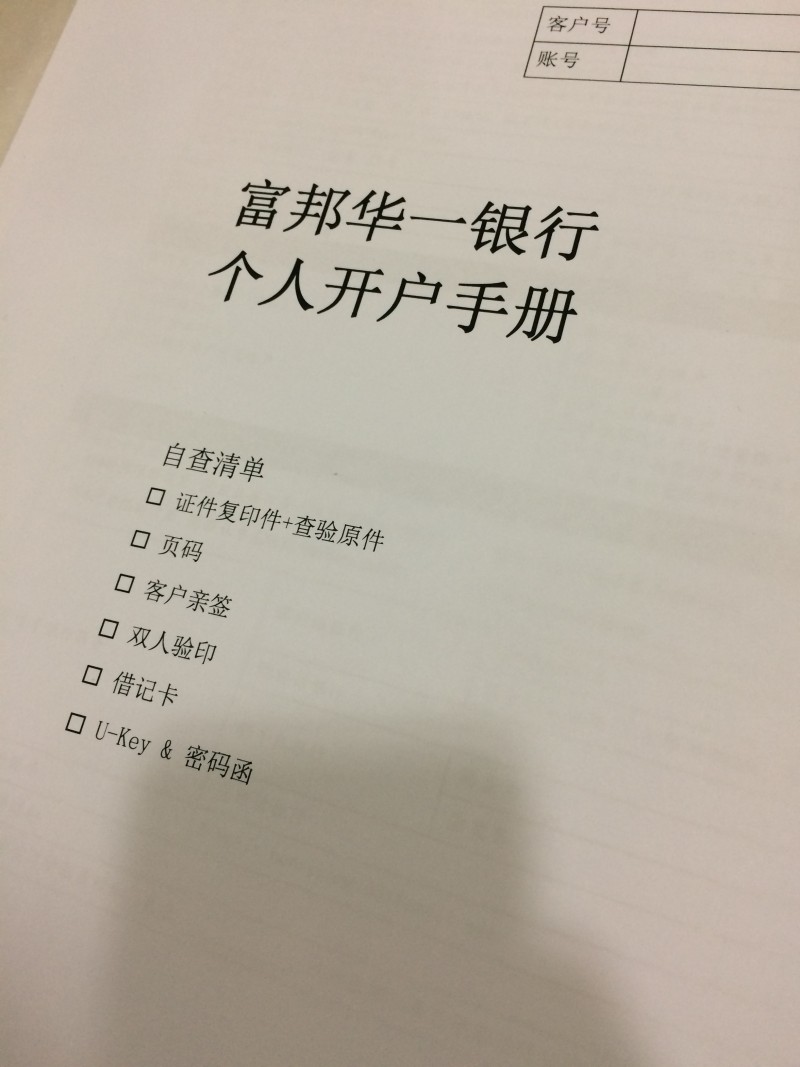 客户号
账号
富邦华一银行
个人开户手册
自查清单
□ 证件复印件+查验原件
□ 页码
□ 客户亲签
□ 双人验印
□ 借记卡
□ U-Key & 密码函